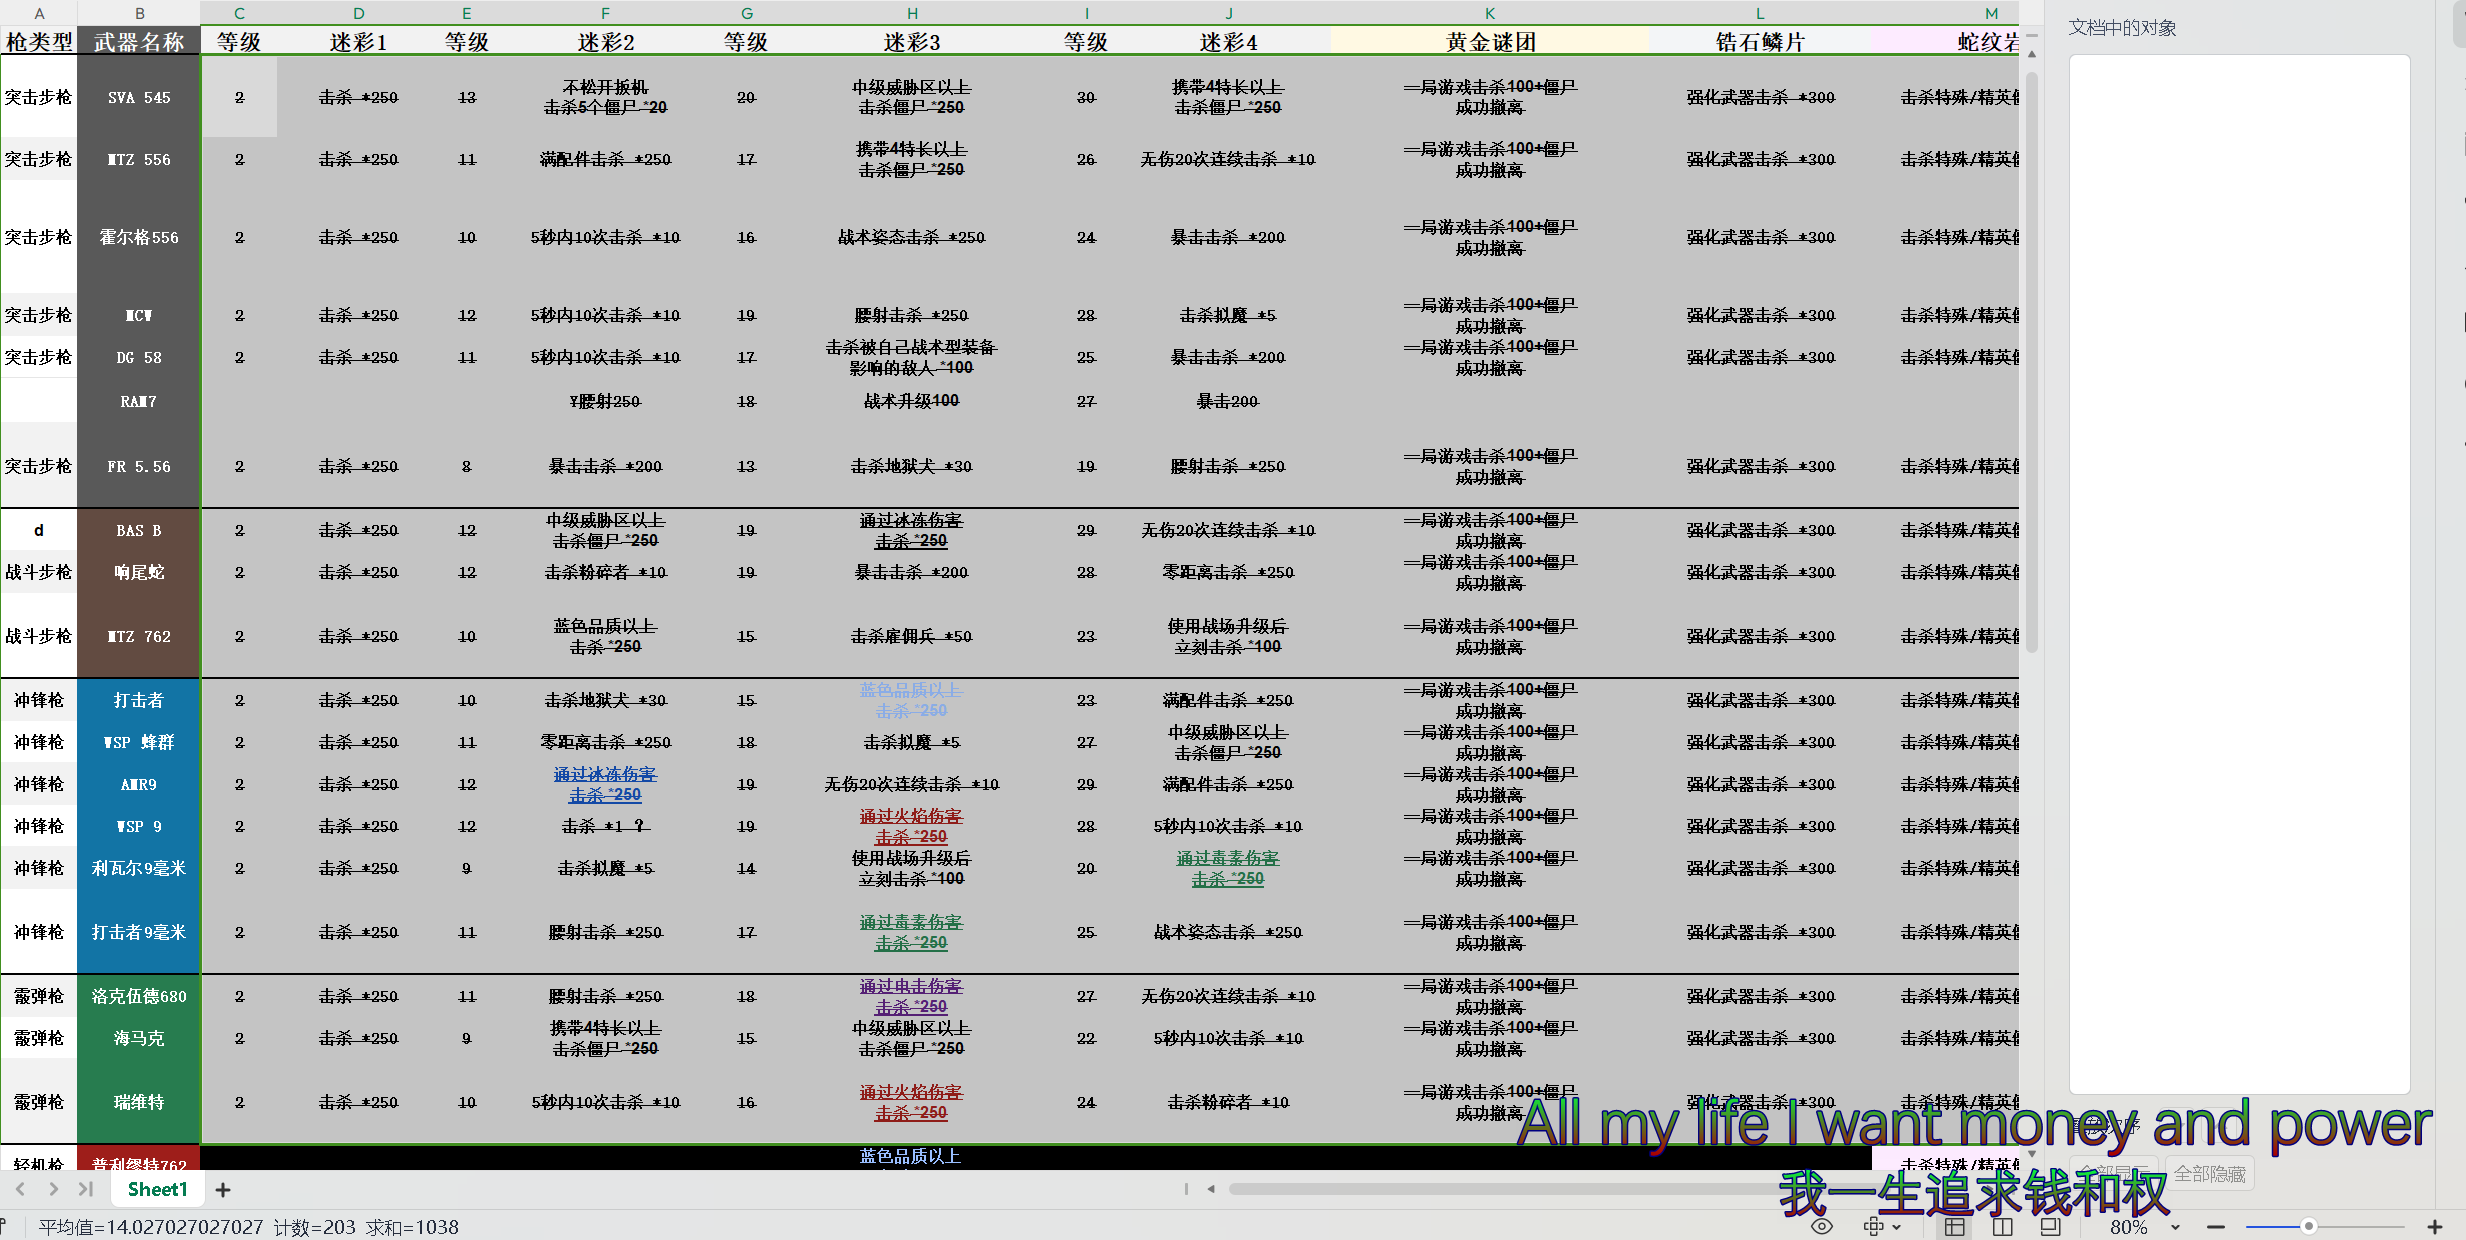 A B C D E F G H I J K L M
枪类型 武器名称 等级 迷彩1 等级 迷彩2 等级 迷彩3 等级 迷彩4 黄金谜团 锆石鳞片 蛇纹岩
突击步枪 SVA 545 2 击杀 *250 13 不松开扳机 20 中级威胁区以上 30 携带4特长以上 一局游戏击杀100+僵尸 强化武器击杀 *300 击杀特殊/精英僵
击杀5个僵尸 *20 击杀僵尸 *250 击杀僵尸 *250 成功撤离
突击步枪 MTZ 556 2 击杀 *250 11 满配件击杀 *250 17 携带4特长以上 26 无伤20次连续击杀 *10 一局游戏击杀100+僵尸 强化武器击杀 *300 击杀特殊/精英僵
击杀僵尸 *250 成功撤离
突击步枪 霍尔格556 2 击杀 *250 10 5秒内10次击杀 *10 16 战术姿态击杀 *250 24 暴击击杀 *200 一局游戏击杀100+僵尸 强化武器击杀 *300 击杀特殊/精英僵
成功撤离
突击步枪 MCW 2 击杀 *250 12 5秒内10次击杀 *10 19 腰射击杀 *250 28 击杀拟魔 *5 一局游戏击杀100+僵尸 强化武器击杀 *300 击杀特殊/精英僵
成功撤离
突击步枪 DG 58 2 击杀 *250 11 5秒内10次击杀 *10 17 击杀被自己战术型装备 25 暴击击杀 *200 一局游戏击杀100+僵尸 强化武器击杀 *300 击杀特殊/精英僵
影响的敌人 *100 成功撤离
RAM7 Y腰射250 18 战术升级100 27 暴击200
突击步枪 FR 5.56 2 击杀 *250 8 暴击击杀 *200 13 击杀地狱犬 *30 19 腰射击杀 *250 一局游戏击杀100+僵尸 强化武器击杀 *300 击杀特殊/精英僵
成功撤离
d BAS B 2 击杀 *250 12 中级威胁区以上 19 通过冰冻伤害 29 无伤20次连续击杀 *10 一局游戏击杀100+僵尸 强化武器击杀 *300 击杀特殊/精英僵
击杀僵尸 *250 击杀 *250 成功撤离
战斗步枪 响尾蛇 2 击杀 *250 12 击杀粉碎者 *10 19 暴击击杀 *200 28 零距离击杀 *250 一局游戏击杀100+僵尸 强化武器击杀 *300 击杀特殊/精英僵
成功撤离
战斗步枪 MTZ 762 2 击杀 *250 10 蓝色品质以上 15 击杀雇佣兵 *50 23 使用战场升级后 一局游戏击杀100+僵尸 强化武器击杀 *300 击杀特殊/精英僵
击杀 *250 立刻击杀 *100 成功撤离
冲锋枪 打击者 2 击杀 *250 10 击杀地狱犬 *30 15 蓝色品质以上 23 满配件击杀 *250 一局游戏击杀100+僵尸 强化武器击杀 *300 击杀特殊/精英僵
击杀 *250 成功撤离
冲锋枪 WSP 蜂群 2 击杀 *250 11 零距离击杀 *250 18 击杀拟魔 *5 27 中级威胁区以上 一局游戏击杀100+僵尸 强化武器击杀 *300 击杀特殊/精英僵
击杀僵尸 *250 成功撤离
冲锋枪 AMR9 2 击杀 *250 12 通过冰冻伤害 19 无伤20次连续击杀 *10 29 满配件击杀 *250 一局游戏击杀100+僵尸 强化武器击杀 *300 击杀特殊/精英僵
击杀 *250 成功撤离
冲锋枪 WSP 9 2 击杀 *250 12 击杀 *1 ？ 19 通过火焰伤害 28 5秒内10次击杀 *10 一局游戏击杀100+僵尸 强化武器击杀 *300 击杀特殊/精英僵
击杀 *250 成功撤离
冲锋枪 利瓦尔9毫米 2 击杀 *250 9 击杀拟魔 *5 14 使用战场升级后 20 通过毒素伤害 一局游戏击杀100+僵尸 强化武器击杀 *300 击杀特殊/精英僵
立刻击杀 *100 击杀 *250 成功撤离
冲锋枪 打击者9毫米 2 击杀 *250 11 腰射击杀 *250 17 通过毒素伤害 25 战术姿态击杀 *250 一局游戏击杀100+僵尸 强化武器击杀 *300 击杀特殊/精英僵
击杀 *250 成功撤离
霰弹枪 洛克伍德680 2 击杀 *250 11 腰射击杀 *250 18 通过电击伤害 27 无伤20次连续击杀 *10 一局游戏击杀100+僵尸 强化武器击杀 *300 击杀特殊/精英僵
击杀 *250 成功撤离
霰弹枪 海马克 2 击杀 *250 9 携带4特长以上 15 中级威胁区以上 22 5秒内10次击杀 *10 一局游戏击杀100+僵尸 强化武器击杀 *300 击杀特殊/精英僵
击杀僵尸 *250 击杀僵尸 *250 成功撤离
霰弹枪 瑞维特 2 击杀 *250 10 5秒内10次击杀 *10 16 通过火焰伤害 24 击杀粉碎者 *10 一局游戏击杀100+僵尸 强化武器击杀 *300 击杀特殊/精英僵
击杀 *250 成功撤离
轻机枪 普利缪特762 蓝色品质以上 击杀特殊/精英僵
Sheet1
平均值=14.027027027027 计数=203 求和=1038
80%
文档中的对象
全部显示 全部隐藏
All my life I want money and power
我一生追求钱和权